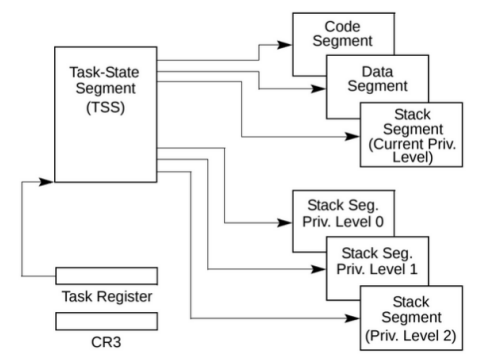 Task-State
Segment
(TSS)
Code
Segment
Data
Segment
Stack
Segment
(Current Priv.
Level)
Stack Seg.
Priv. Level 0
Stack Seg.
Priv. Level 1
Stack
Segment
(Priv. Level 2)
Task Register
CR3